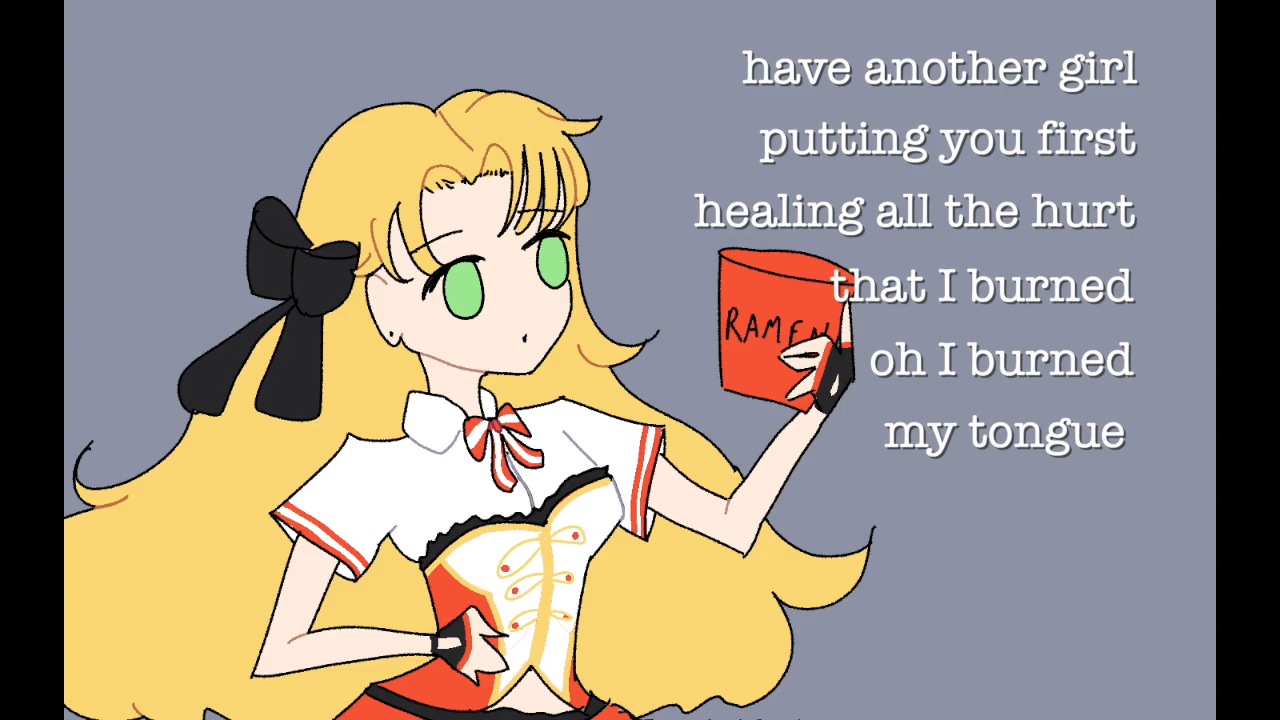 have another girl
putting you first
healing all the hurt
that I burned
oh I burned
my tongue
RAMEN